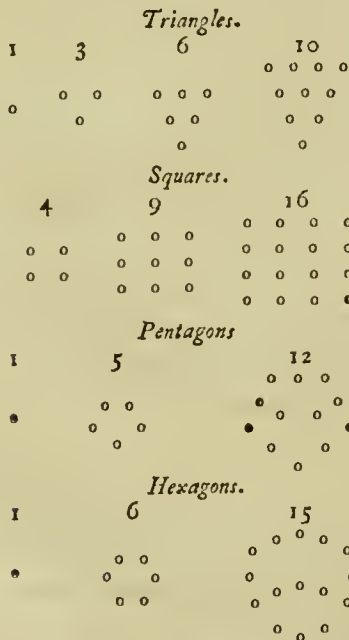 Triangles.
1 3 6 10
Squares.
4 9 16
Pentagons
1 5 12
Hexagons.
1 6 15